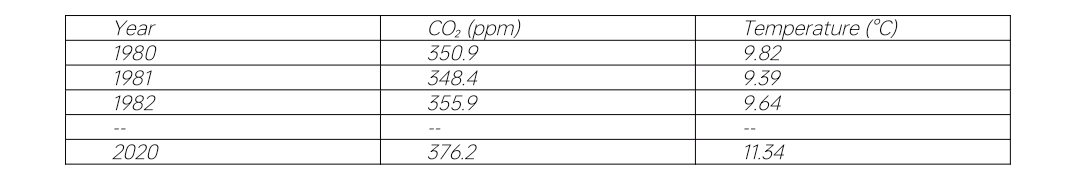 Year CO₂ (ppm) Temperature (°C)
1980 350.9 9.82
1981 348.4 9.39
1982 355.9 9.64
-- -- --
2020 376.2 11.34